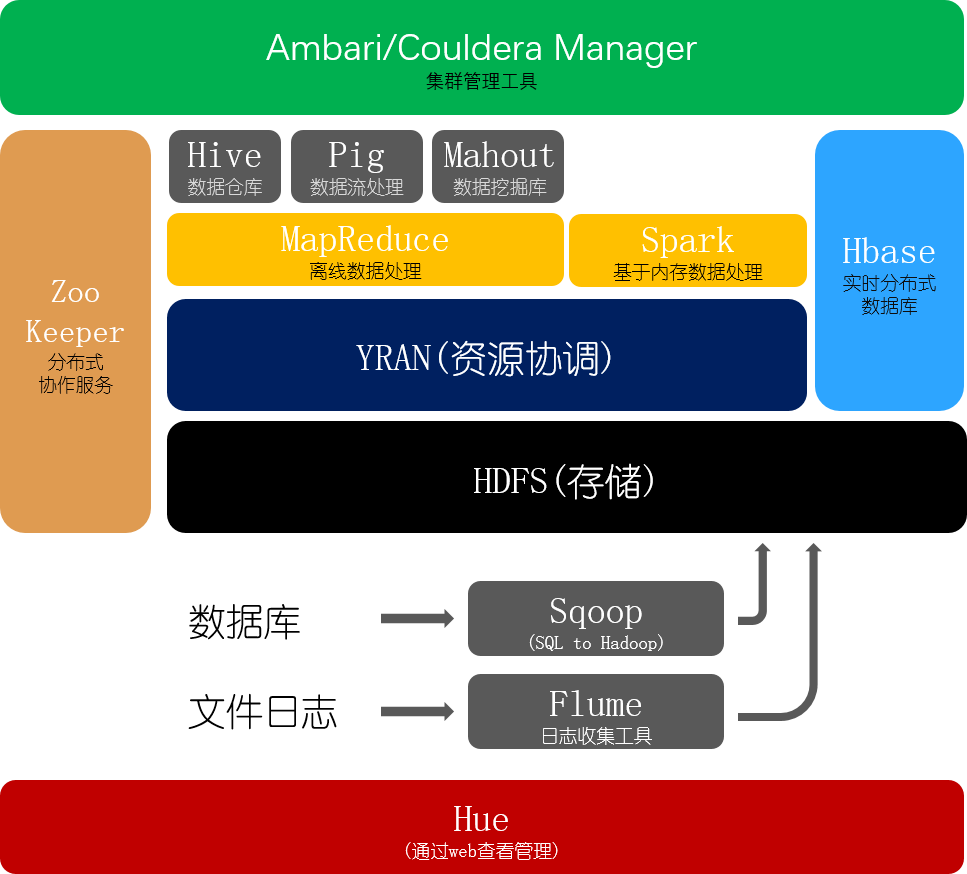 Ambari/Couldera Manager
集群管理工具
Hive
数据仓库
Pig
数据流处理
Mahout
数据挖掘库
MapReduce
离线数据处理
Spark
基于内存数据处理
Zoo
Keeper
分布式
协作服务
Hbase
实时分布式
数据库
YRAN(资源协调)
HDFS(存储)
数据库
Sqoop
(SQL to Hadoop)
文件日志
Flume
日志收集工具
Hue
(通过web查看管理)